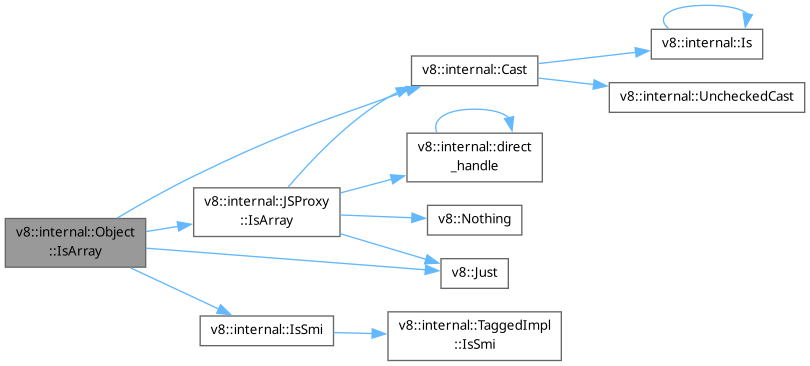 v8::internal::Object
::IsArray
v8::internal::JSProxy
::IsArray
v8::internal::IsSmi
v8::internal::Cast
v8::internal::direct
_handle
v8::Nothing
v8::Just
v8::internal::TaggedImpl
::IsSmi
v8::internal::Is
v8::internal::UncheckedCast